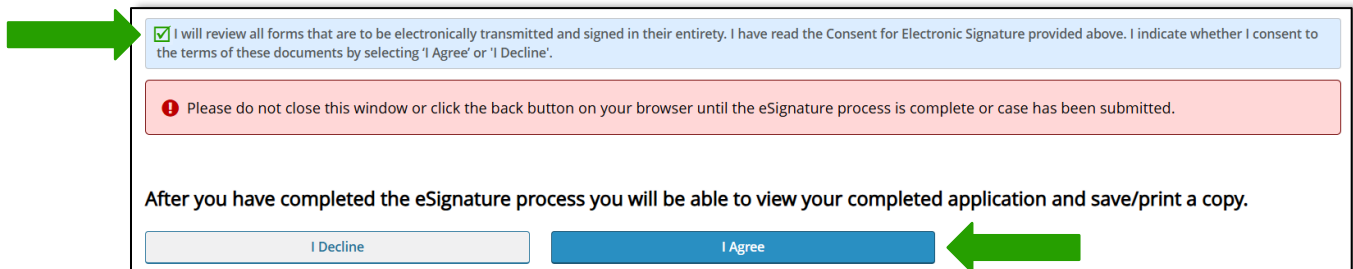 I will review all forms that are to be electronically transmitted and signed in their entirety. I have read the Consent for Electronic Signature provided above. I indicate whether I consent to
the terms of these documents by selecting ‘I Agree’ or 'I Decline'.
Please do not close this window or click the back button on your browser until the eSignature process is complete or case has been submitted.
After you have completed the eSignature process you will be able to view your completed application and save/print a copy.
I Decline
I Agree